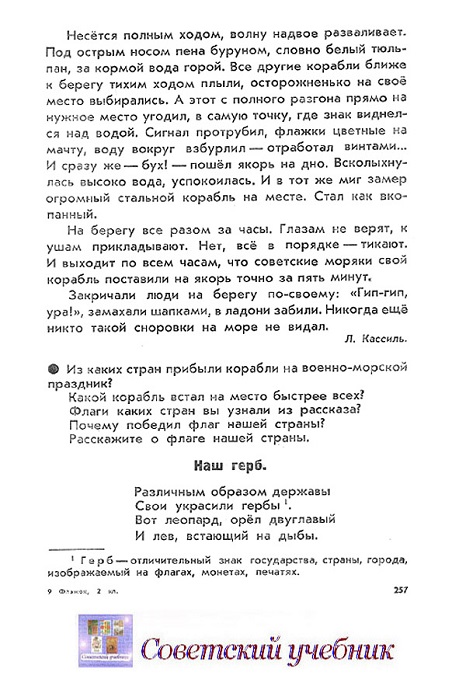 Несётся полным ходом, волну надвое разваливает.
Под острым носом пена буруном, словно белый тюль-
пан, за кормой вода горой. Все другие корабли ближе
к берегу тихим ходом плыли, осторожненько на своё
место выбирались. А этот с полного разгона прямо на
нужное место угодил, в самую точку, где знак виднел-
ся над водой. Сигнал протрубил, флажки цветные на
мачту, воду вокруг взбурлил — отработал винтами...
И сразу же — бух! — пошёл якорь на дно. Всколыхну-
лась высоко вода, успокоилась. И в тот же миг замер
огромный стальной корабль на месте. Стал как вко-
панный.
На берегу все разом за часы. Глазам не верят, к
ушам прикладывают. Нет, всё в порядке — тикают.
И выходит по всем часам, что советские моряки свой
корабль поставили на якорь точно за пять минут.
Закричали люди на берегу по-своему: «Гип-гип,
ура!», замахали шапками, в ладони забили. Никогда ещё
никто такой сноровки на море не видал.
Л. Кассиль.
● Из каких стран прибыли корабли на военно-морской
праздник?
Какой корабль встал на место быстрее всех?
Флаги каких стран вы узнали из рассказа?
Почему победил флаг нашей страны?
Расскажите о флаге нашей страны.
Наш герб.
Различным образом державы
Свои украсили гербы ¹.
Вот леопард, орёл двуглавый
И лев, встающий на дыбы.
¹ Герб — отличительный знак государства, страны, города,
изображаемый на флагах, монетах, печатях.
9 Фламои, 2 кл. 257
Советский учебник
Советский учебник